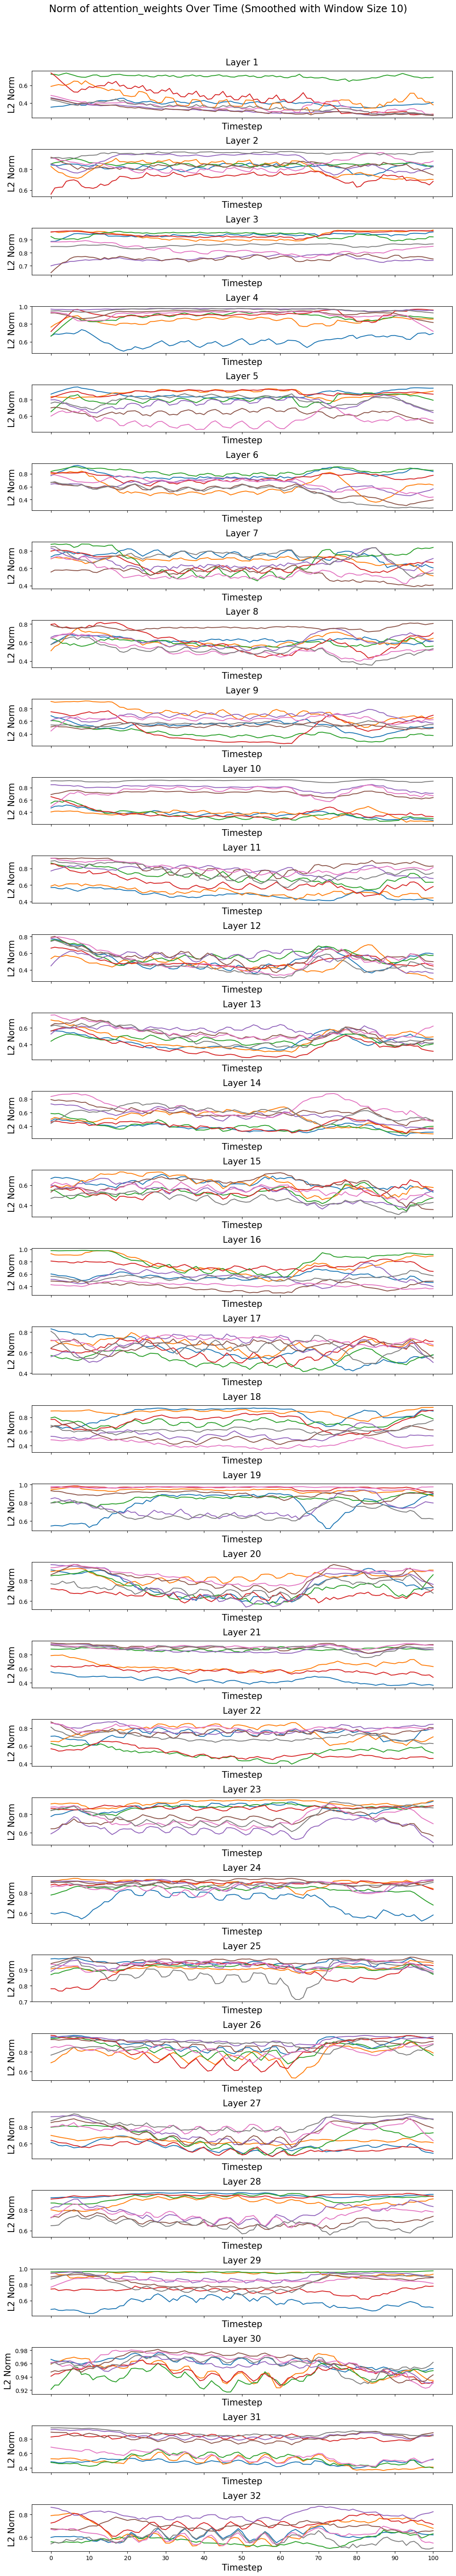 Norm of attention_weights Over Time (Smoothed with Window Size 10)
Layer 1
L2 Norm
0.6
0.4
Timestep
Layer 2
L2 Norm
0.8
0.6
Timestep
Layer 3
L2 Norm
0.9
0.8
0.7
Timestep
Layer 4
L2 Norm
1.0
0.8
0.6
Timestep
Layer 5
L2 Norm
0.8
0.6
Timestep
Layer 6
L2 Norm
0.8
0.6
0.4
Timestep
Layer 7
L2 Norm
0.8
0.6
0.4
Timestep
Layer 8
L2 Norm
0.8
0.6
0.4
Timestep
Layer 9
L2 Norm
0.8
0.6
0.4
Timestep
Layer 10
L2 Norm
0.8
0.6
0.4
Timestep
Layer 11
L2 Norm
0.8
0.6
0.4
Timestep
Layer 12
L2 Norm
0.8
0.6
0.4
Timestep
Layer 13
L2 Norm
0.6
0.4
Timestep
Layer 14
L2 Norm
0.8
0.6
0.4
Timestep
Layer 15
L2 Norm
0.6
0.4
Timestep
Layer 16
L2 Norm
1.0
0.8
0.6
0.4
Timestep
Layer 17
L2 Norm
0.8
0.6
0.4
Timestep
Layer 18
L2 Norm
0.8
0.6
0.4
Timestep
Layer 19
L2 Norm
1.0
0.8
0.6
Timestep
Layer 20
L2 Norm
0.8
0.6
Timestep
Layer 21
L2 Norm
0.8
0.6
0.4
Timestep
Layer 22
L2 Norm
0.8
0.6
0.4
Timestep
Layer 23
L2 Norm
0.8
0.6
Timestep
Layer 24
L2 Norm
0.8
0.6
Timestep
Layer 25
L2 Norm
0.9
0.8
0.7
Timestep
Layer 26
L2 Norm
0.8
0.6
Timestep
Layer 27
L2 Norm
0.8
0.6
Timestep
Layer 28
L2 Norm
0.8
0.6
Timestep
Layer 29
L2 Norm
1.0
0.8
0.6
Timestep
Layer 30
L2 Norm
0.98
0.96
0.94
0.92
Timestep
Layer 31
L2 Norm
0.8
0.6
0.4
Timestep
Layer 32
L2 Norm
0.8
0.6
0 10 20 30 40 50 60 70 80 90 100
Timestep